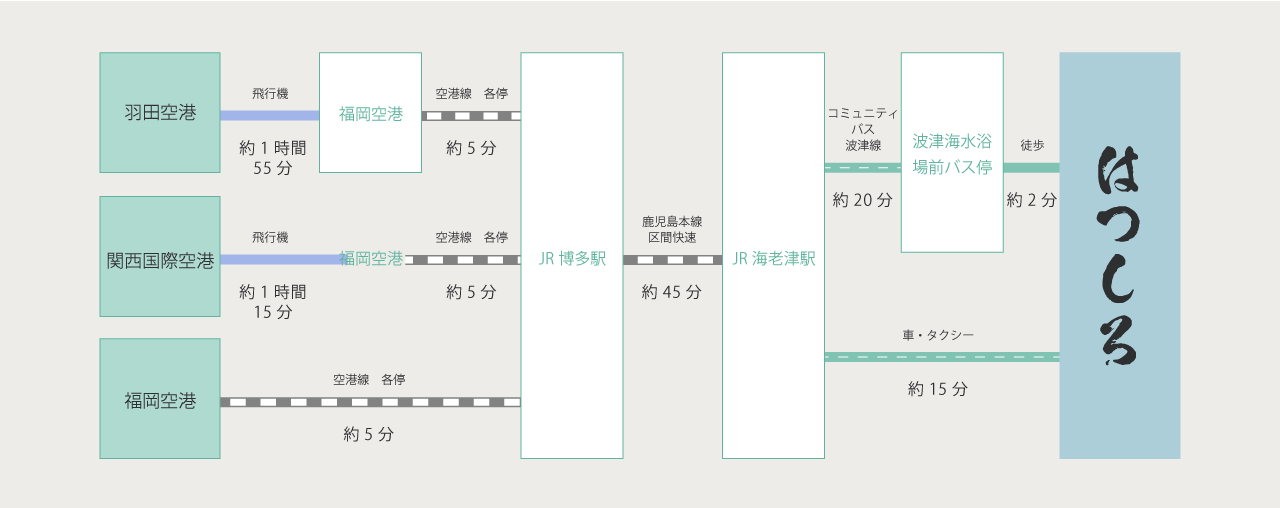 羽田空港
飛行機
約 1 時間
55 分
福岡空港
空港線　各停
約 5 分
関西国際空港
飛行機
約 1 時間
15 分
福岡空港
空港線　各停
約 5 分
福岡空港
空港線　各停
約 5 分
JR 博多駅
鹿児島本線
区間快速
約 45 分
JR 海老津駅
コミュニティ
バス
波津線
約 20 分
波津海水浴
場前バス停
徒歩
約 2 分
車・タクシー
約 15 分
はつしろ